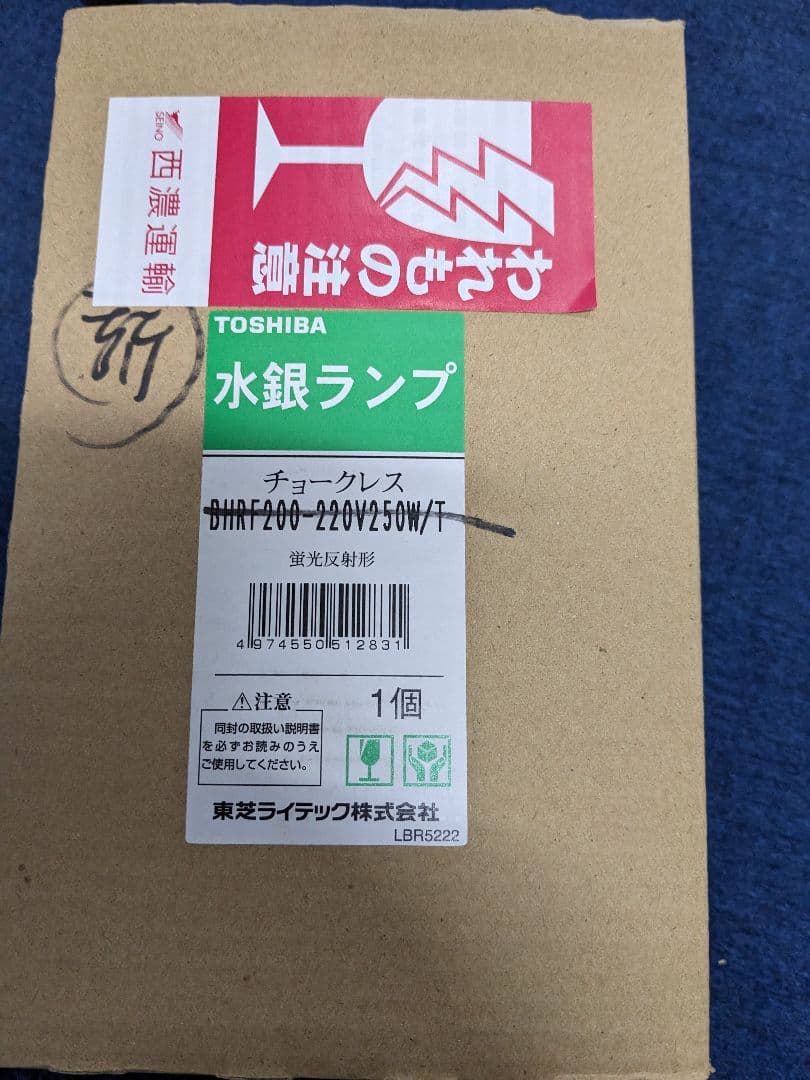 SEINO
西濃運輸
われもの注意
TOSHIBA
水銀ランプ
チョークレス
BHRF200-220V250W/T
蛍光反射形
4974550512831
⚠注意
1個
同封の取扱い説明書
を必ずお読みのうえ
ご使用してください。
東芝ライテック株式会社
LBR5222